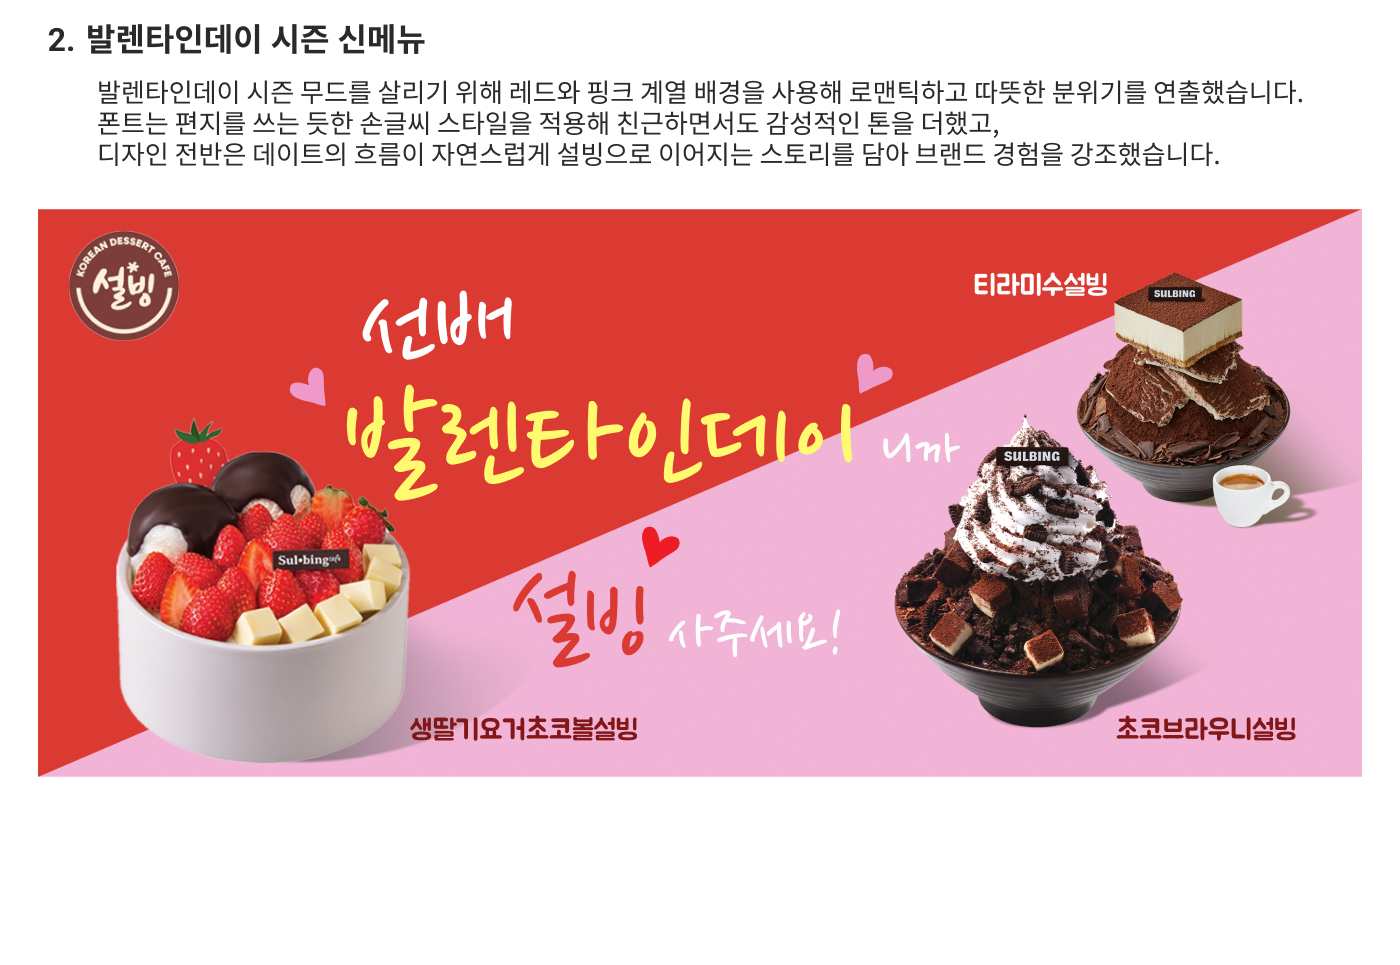 2. 발렌타인데이 시즌 신메뉴
발렌타인데이 시즌 무드를 살리기 위해 레드와 핑크 계열 배경을 사용해 로맨틱하고 따뜻한 분위기를 연출했습니다.
폰트는 편지를 쓰는 듯한 손글씨 스타일을 적용해 친근하면서도 감성적인 톤을 더했고,
디자인 전반은 데이트의 흐름이 자연스럽게 설빙으로 이어지는 스토리를 담아 브랜드 경험을 강조했습니다.
KOREAN DESSERT CAFE
설빙
선배
발렌타인데이 니까
설빙 사주세요!
티라미수설빙
SULBING
SULBING
Sul•bing cafe
생딸기요거초코볼설빙
초코브라우니설빙